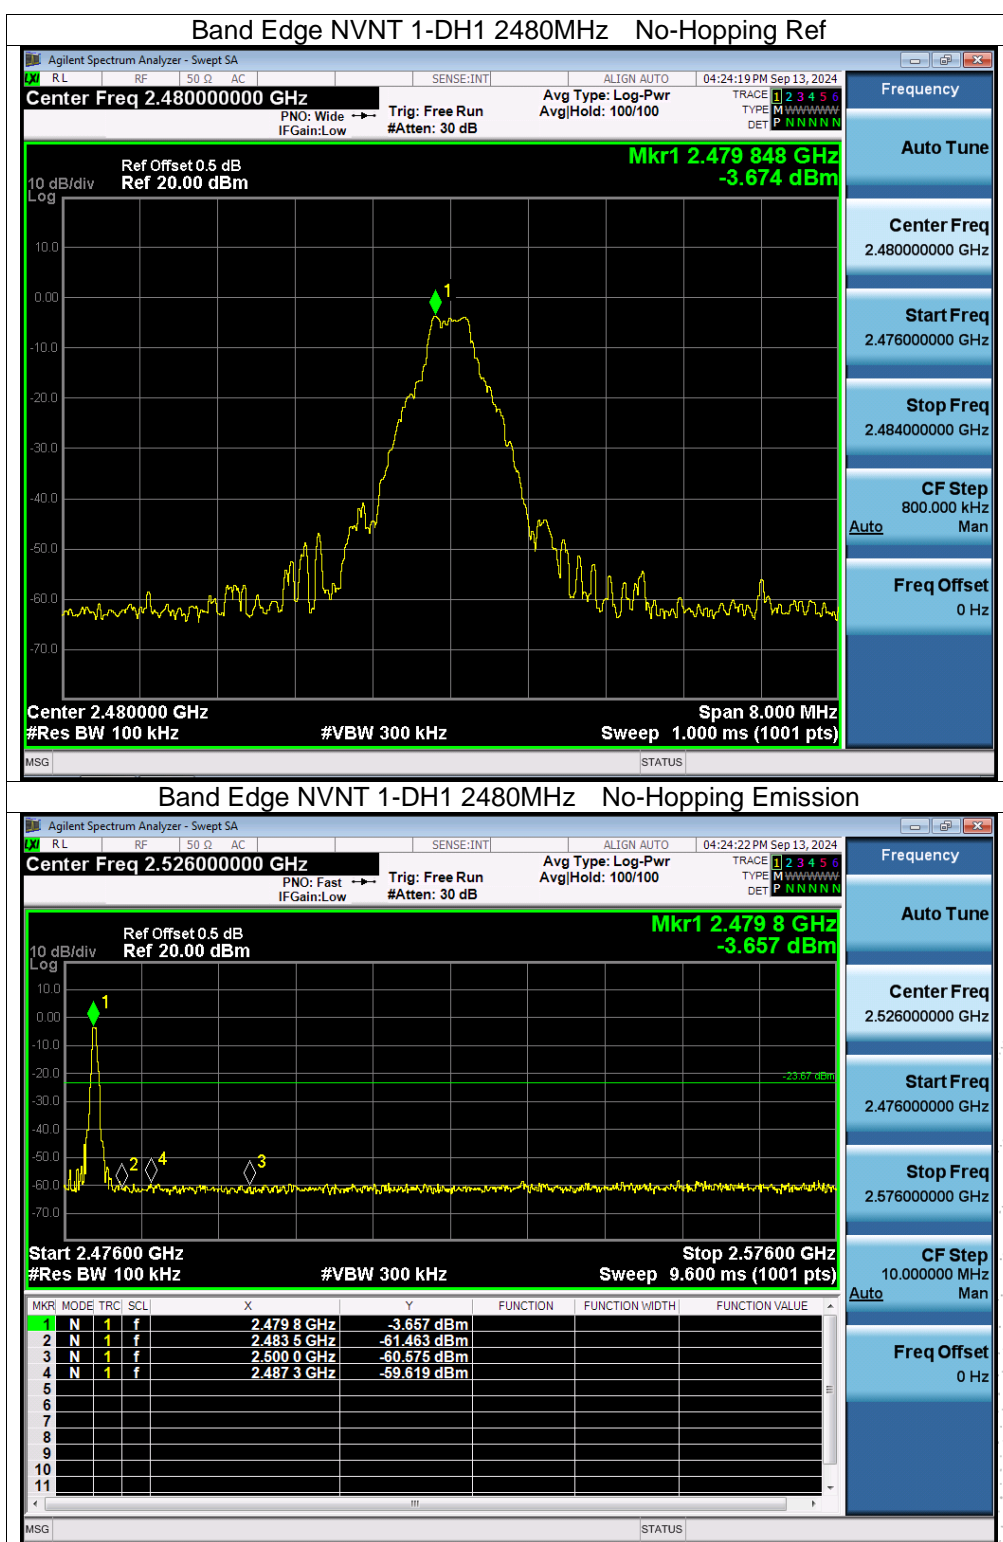 Band Edge NVNT 1-DH1 2480MHz No-Hopping Ref
Agilent Spectrum Analyzer - Swept SA
LXI RL RF 50 Ω AC SENSE:INT ALIGN AUTO 04:24:19 PM Sep 13, 2024
Center Freq 2.480000000 GHz
PNO: Wide
IFGain:Low
Trig: Free Run
#Atten: 30 dB
Avg Type: Log-Pwr
Avg|Hold: 100/100
TRACE 1 2 3 4 5 6
TYPE M WWWWW
DET P N N N N N
Ref Offset 0.5 dB
10 dB/div Ref 20.00 dBm
Log
Mkr1 2.479 848 GHz
-3.674 dBm
10.0
0.00
-10.0
-20.0
-30.0
-40.0
-50.0
-60.0
-70.0
1
Center 2.480000 GHz Span 8.000 MHz
#Res BW 100 kHz #VBW 300 kHz Sweep 1.000 ms (1001 pts)
MSG STATUS
Frequency
Auto Tune
Center Freq
2.480000000 GHz
Start Freq
2.476000000 GHz
Stop Freq
2.484000000 GHz
CF Step
800.000 kHz
Auto Man
Freq Offset
0 Hz
Band Edge NVNT 1-DH1 2480MHz No-Hopping Emission
Agilent Spectrum Analyzer - Swept SA
LXI RL RF 50 Ω AC SENSE:INT ALIGN AUTO 04:24:22 PM Sep 13, 2024
Center Freq 2.526000000 GHz
PNO: Fast
IFGain:Low
Trig: Free Run
#Atten: 30 dB
Avg Type: Log-Pwr
Avg|Hold: 100/100
TRACE 1 2 3 4 5 6
TYPE M WWWWW
DET P N N N N N
Ref Offset 0.5 dB
10 dB/div Ref 20.00 dBm
Log
Mkr1 2.479 8 GHz
-3.657 dBm
10.0
0.00
-10.0
-20.0
-30.0
-40.0
-50.0
-60.0
-70.0
1
-23.67 dBm
2 4 3
Start 2.47600 GHz Stop 2.57600 GHz
#Res BW 100 kHz #VBW 300 kHz Sweep 9.600 ms (1001 pts)
MKR MODE TRC SCL X Y FUNCTION FUNCTION WIDTH FUNCTION VALUE
1 N 1 f 2.479 8 GHz -3.657 dBm
2 N 1 f 2.483 5 GHz -61.463 dBm
3 N 1 f 2.500 0 GHz -60.575 dBm
4 N 1 f 2.487 3 GHz -59.619 dBm
5
6
7
8
9
10
11
MSG STATUS
Frequency
Auto Tune
Center Freq
2.526000000 GHz
Start Freq
2.476000000 GHz
Stop Freq
2.576000000 GHz
CF Step
10.000000 MHz
Auto Man
Freq Offset
0 Hz